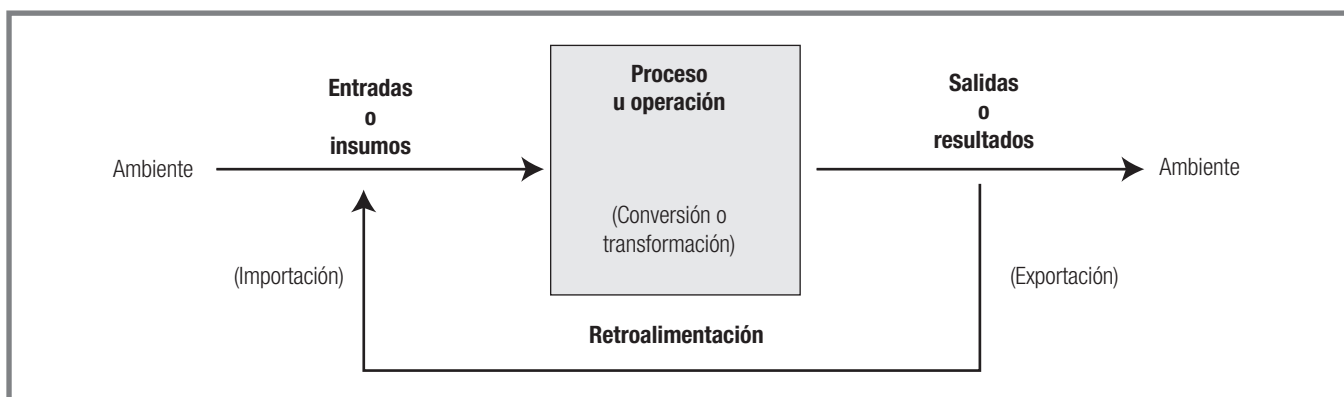 Entradas
o
insumos
Proceso
u operación
Salidas
o
resultados
Ambiente
Ambiente
(Conversión o
transformación)
(Importación)
(Exportación)
Retroalimentación